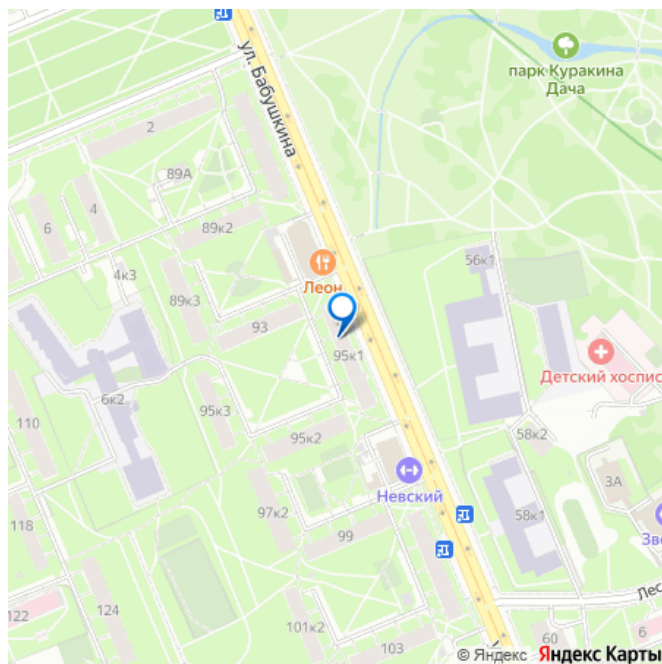 ул. Бабушкина
парк Куракина
Дача
2
89А
4
6
89к2
56к1
4к3
Леон
89к3
93
95к1
Детский хоспис
6к2
95к3
110
95к2
58к2
Невский
3А
97к2
118
99
58к1
Зве
Лес
122
124
101к2
103
60
6
© Яндекс Яндекс Карты